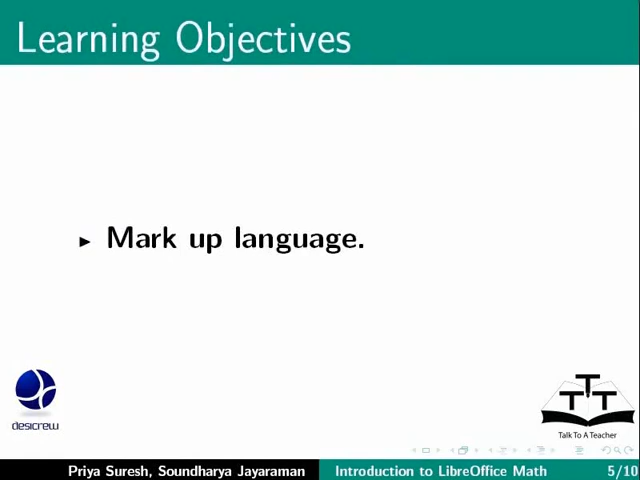 Learning Objectives
Mark up language.
desicrew
T T T
Talk To A Teacher
Priya Suresh, Soundharya Jayaraman Introduction to LibreOffice Math 5/10